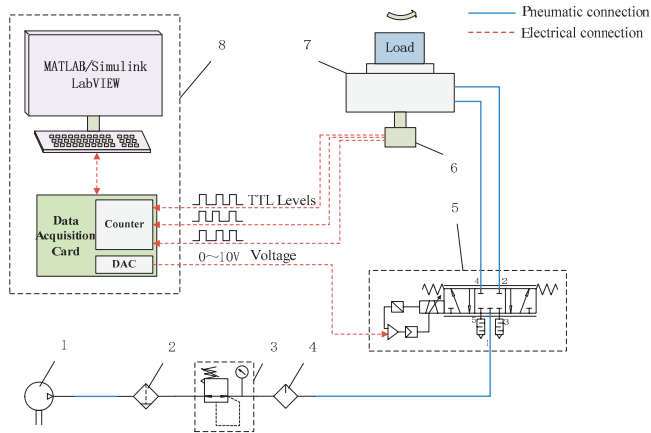 Pneumatic connection
Electrical connection
8
7
MATLAB/Simulink
LabVIEW
Load
6
TTL Levels
Data
Acquisition
Card
Counter
DAC
0～10V Voltage
5
4
2
5
3
1
1
2
3
4